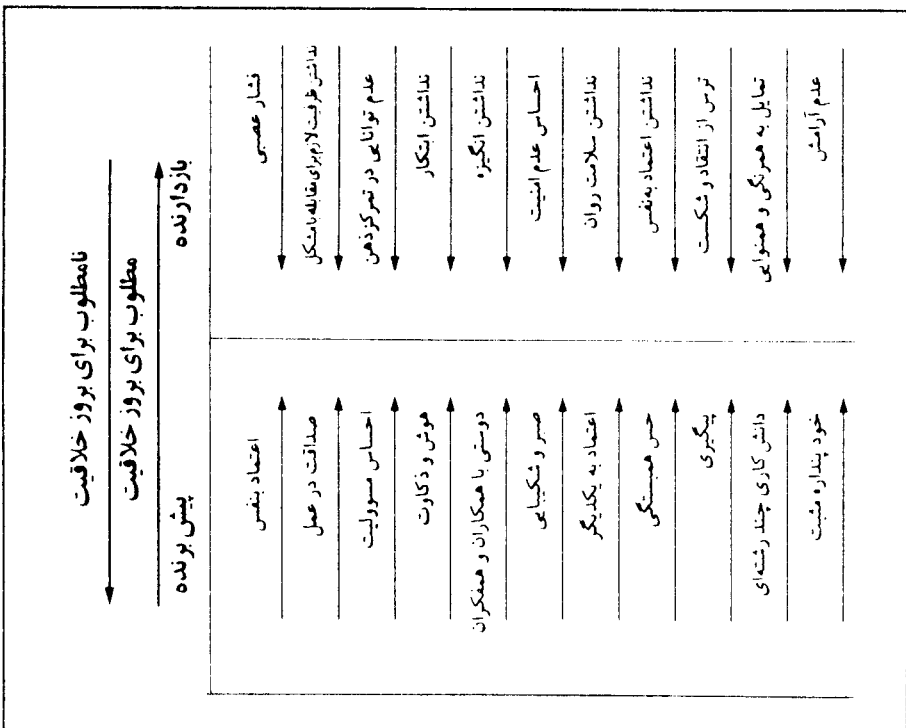 نامطلوب برای بروز خلاقیت
مطلوب برای بروز خلاقیت
بازدارنده
پیش برنده
فشار عصبی
نداشتن ظرفیت لازم برای مقابله با مشکل
عدم توانایی در تمرکز ذهن
نداشتن ابتکار
نداشتن انگیزه
احساس عدم امنیت
نداشتن سلامت روان
نداشتن اعتماد به نفس
ترس از انتقاد و شکست
تمایل به همرنگی و همنوایی
عدم آرامش
اعتماد بنفس
صداقت در عمل
احساس مسوولیت
هوش و ذکاوت
دوستی با همکاران و همفکران
صبر و شکیبایی
اعتماد به یکدیگر
حس همبستگی
پیگیری
دانش کاری چند رشته‌ای
خود پنداره مثبت